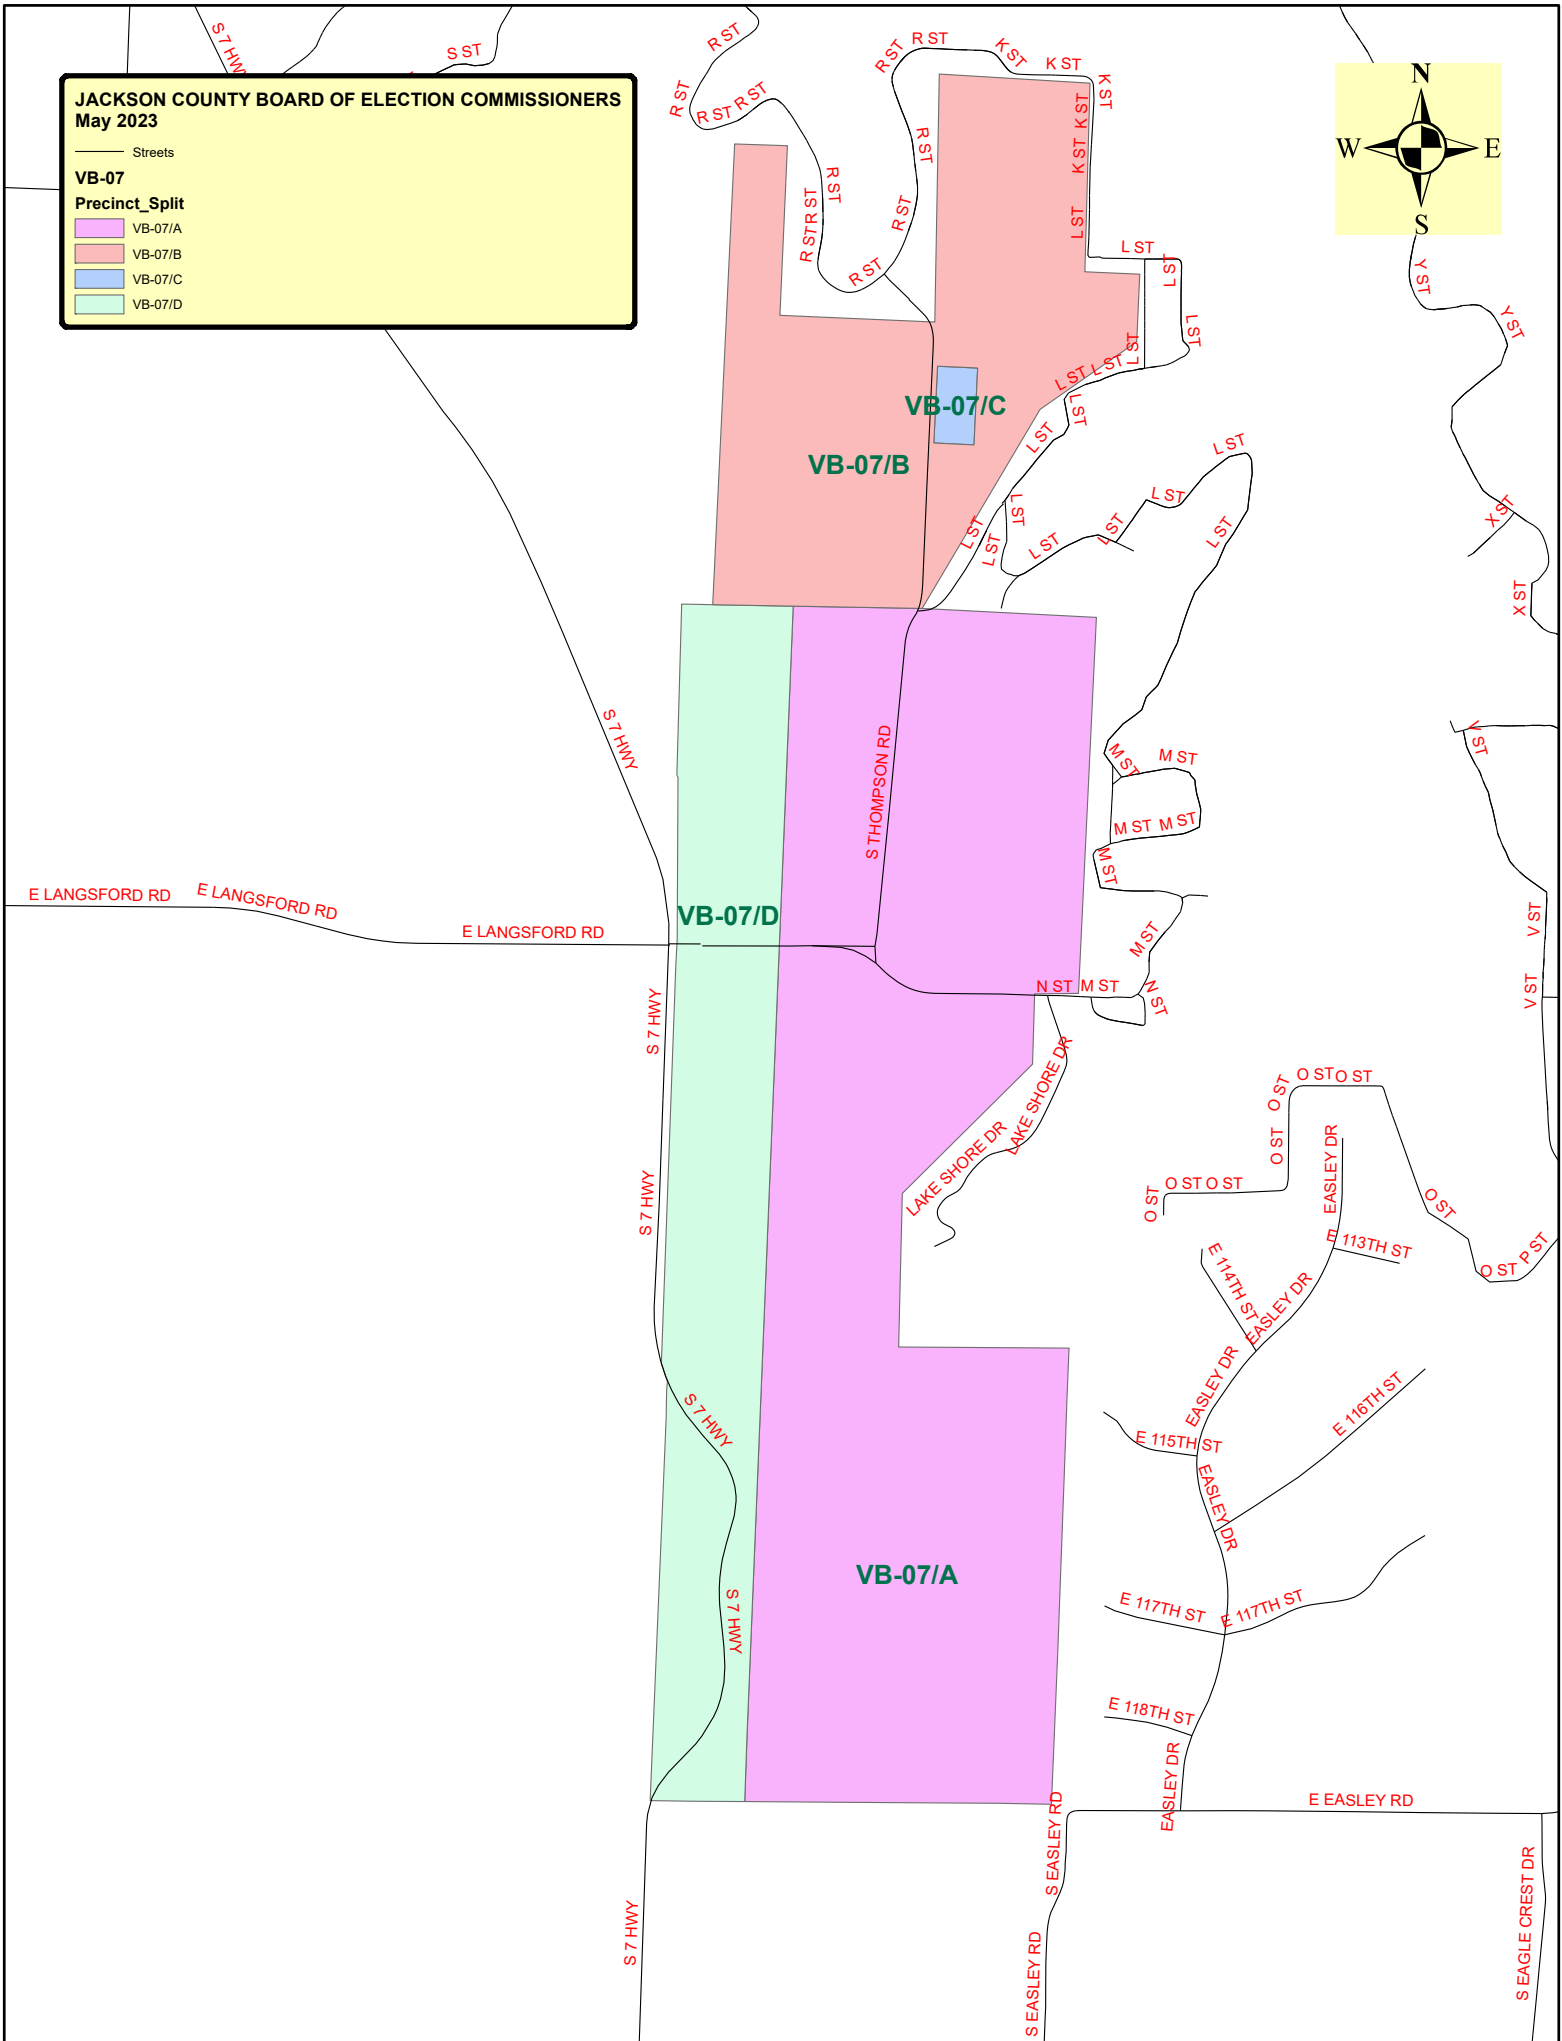 S 7 HW
S ST
R ST
R ST
R ST
R ST
R ST
R ST
K ST
K ST
K ST
JACKSON COUNTY BOARD OF ELECTION COMMISSIONERS
May 2023
Streets
VB-07
Precinct_Split
VB-07/A
VB-07/B
VB-07/C
VB-07/D
N
W
E
S
R ST
K ST
K ST
R ST
R ST
R ST
R ST
R ST
L ST
L ST
L ST
L ST
Y ST
Y ST
L ST
L ST
L ST
L ST
VB-07/C
L ST
VB-07/B
L ST
L ST
L ST
L ST
L ST
L ST
L ST
L ST
L ST
X ST
X ST
S 7 HWY
S THOMPSON RD
M ST
M ST
M ST
M ST
M ST
V ST
E LANGSFORD RD
E LANGSFORD RD
E LANGSFORD RD
VB-07/D
M ST
V ST
N ST
M ST
N ST
V ST
S 7 HWY
LAKE SHORE DR
LAKE SHORE DR
O ST
O ST
O ST
O ST
O ST
O ST
O ST
O ST
EASLEY DR
S 7 HWY
E 113TH ST
E 114TH ST
EASLEY DR
O ST
P ST
EASLEY DR
S 7 HWY
E 116TH ST
E 115TH ST
EASLEY DR
VB-07/A
S 7 HWY
E 117TH ST
E 117TH ST
E 118TH ST
EASLEY DR
E EASLEY RD
S EASLEY RD
S 7 HWY
S EASLEY RD
S EAGLE CREST DR